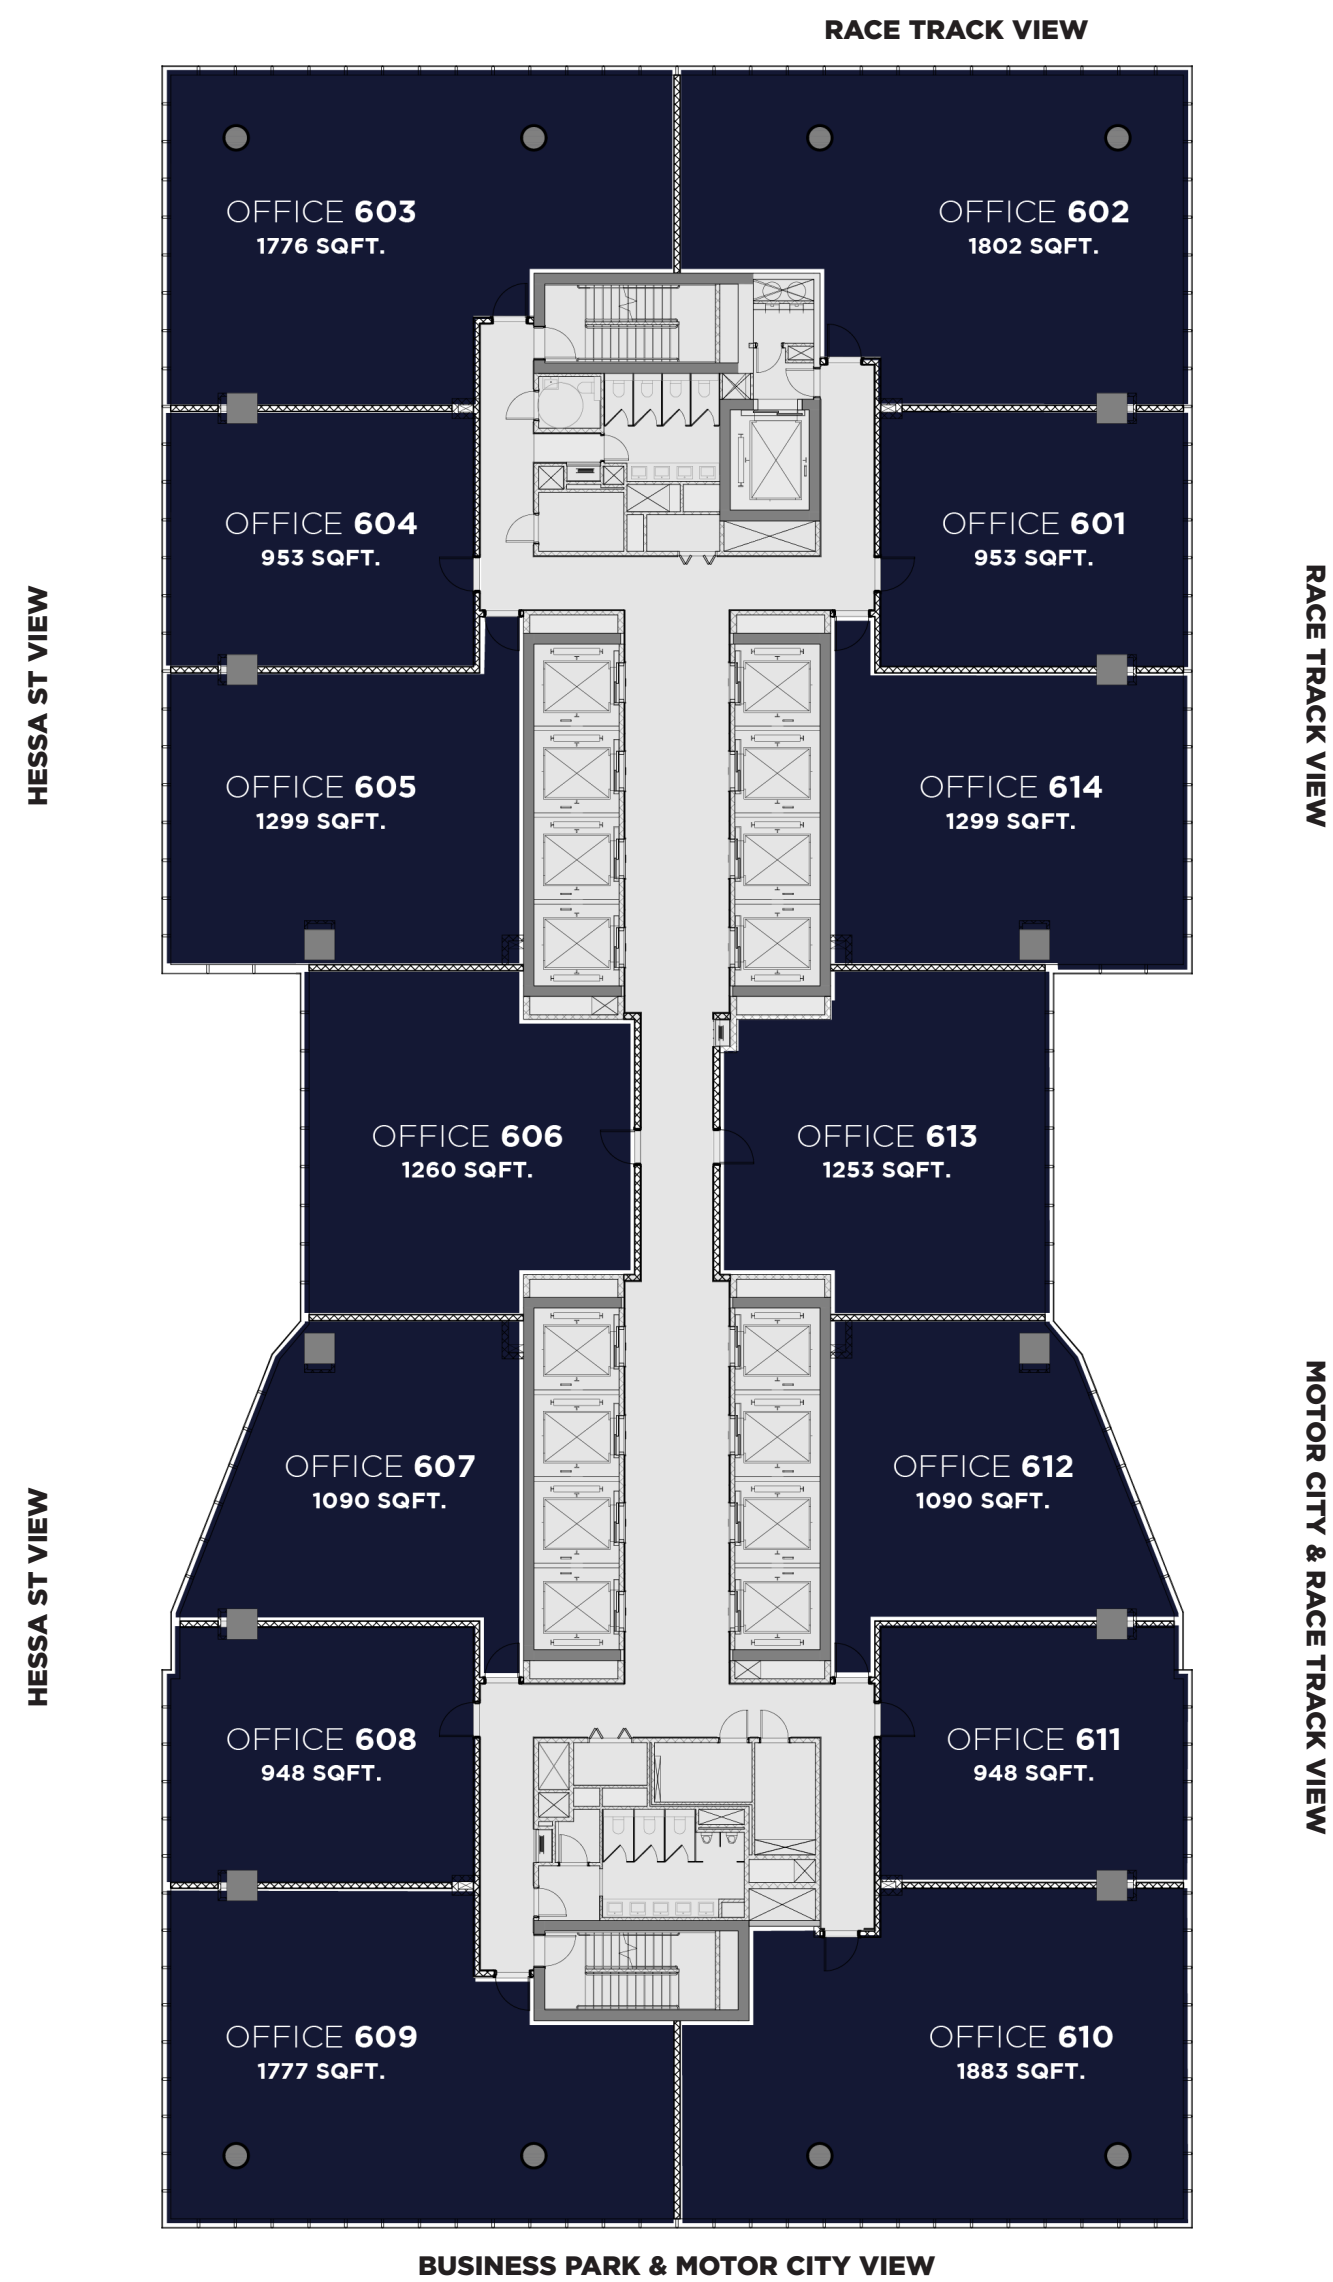 RACE TRACK VIEW
OFFICE 603
1776 SQFT.
OFFICE 602
1802 SQFT.
OFFICE 604
953 SQFT.
OFFICE 601
953 SQFT.
HESSA ST VIEW
RACE TRACK VIEW
OFFICE 605
1299 SQFT.
OFFICE 614
1299 SQFT.
OFFICE 606
1260 SQFT.
OFFICE 613
1253 SQFT.
OFFICE 607
1090 SQFT.
OFFICE 612
1090 SQFT.
HESSA ST VIEW
MOTOR CITY & RACE TRACK VIEW
OFFICE 608
948 SQFT.
OFFICE 611
948 SQFT.
OFFICE 609
1777 SQFT.
OFFICE 610
1883 SQFT.
BUSINESS PARK & MOTOR CITY VIEW